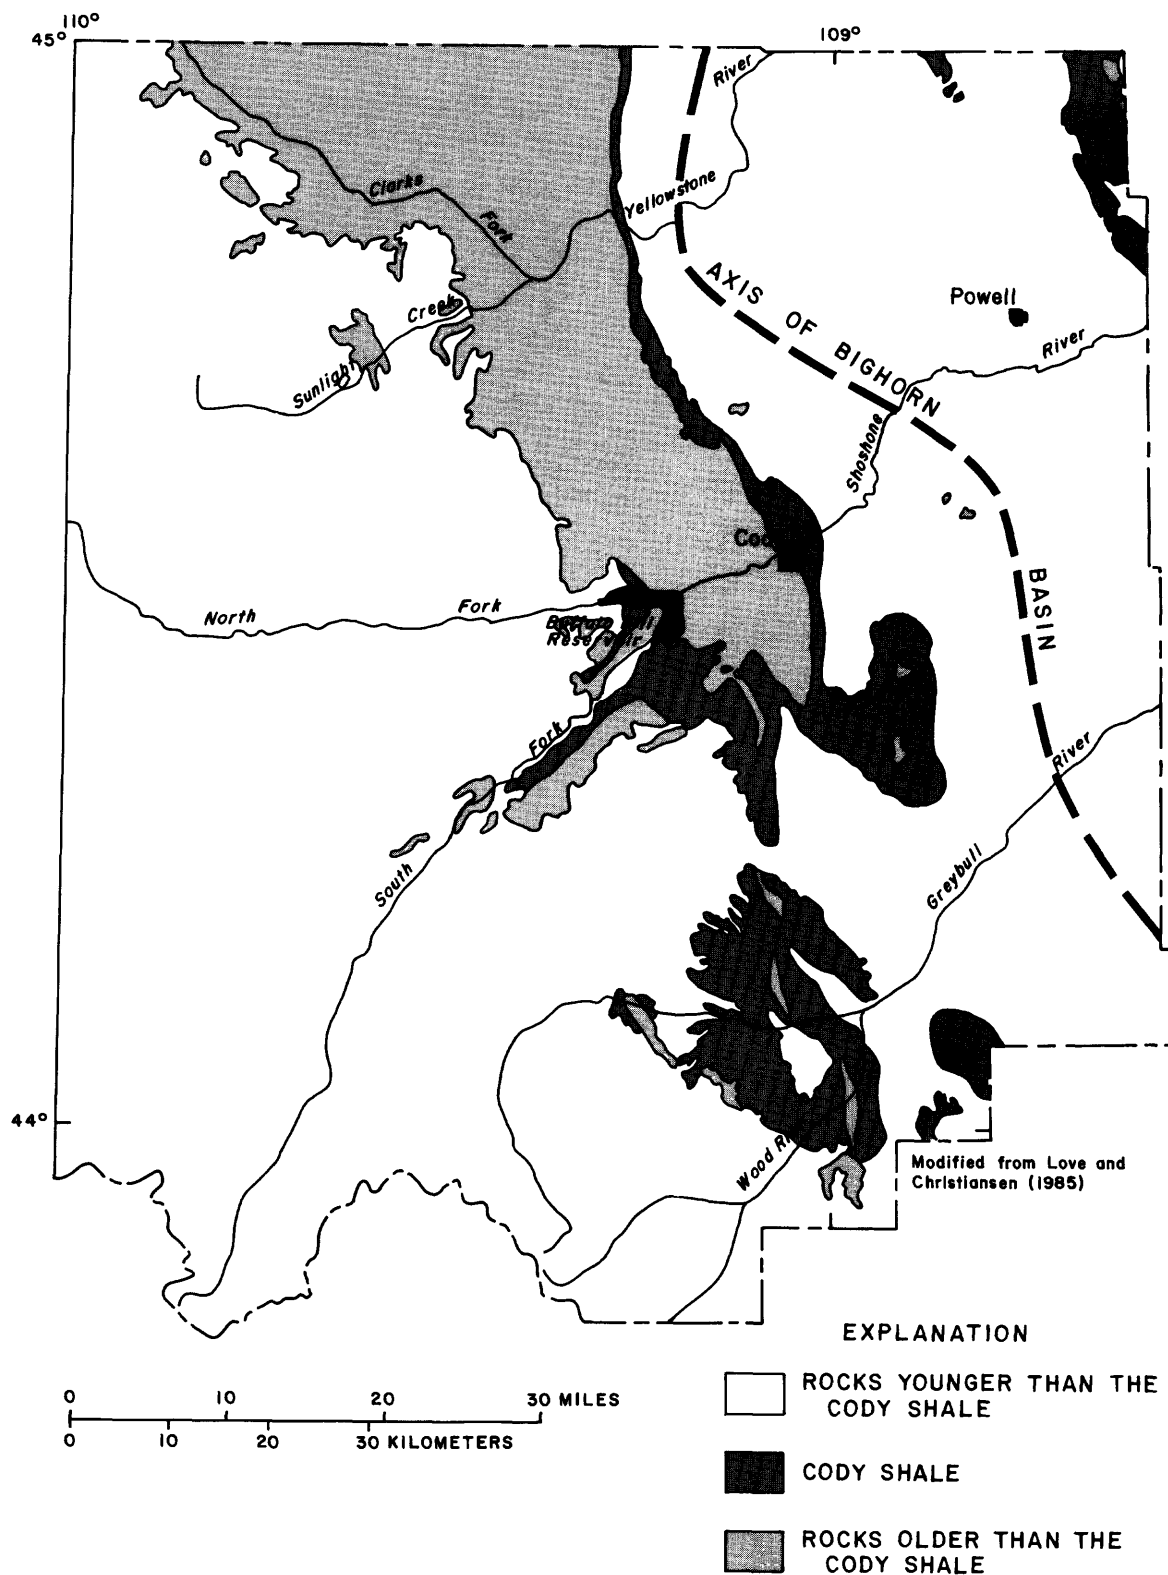 110°
45°
109°
River
Clarks
Fork
Yellowstone
AXIS OF BIGHORN
BASIN
Powell
Creek
Sunlight
River
Shoshone
North
Fork
Fork
South
River
Greybull
44°
Modified from Love and
Christiansen (1985)
EXPLANATION
0 10 20 30 MILES
0 10 20 30 KILOMETERS
ROCKS YOUNGER THAN THE
CODY SHALE
CODY SHALE
ROCKS OLDER THAN THE
CODY SHALE
Wood